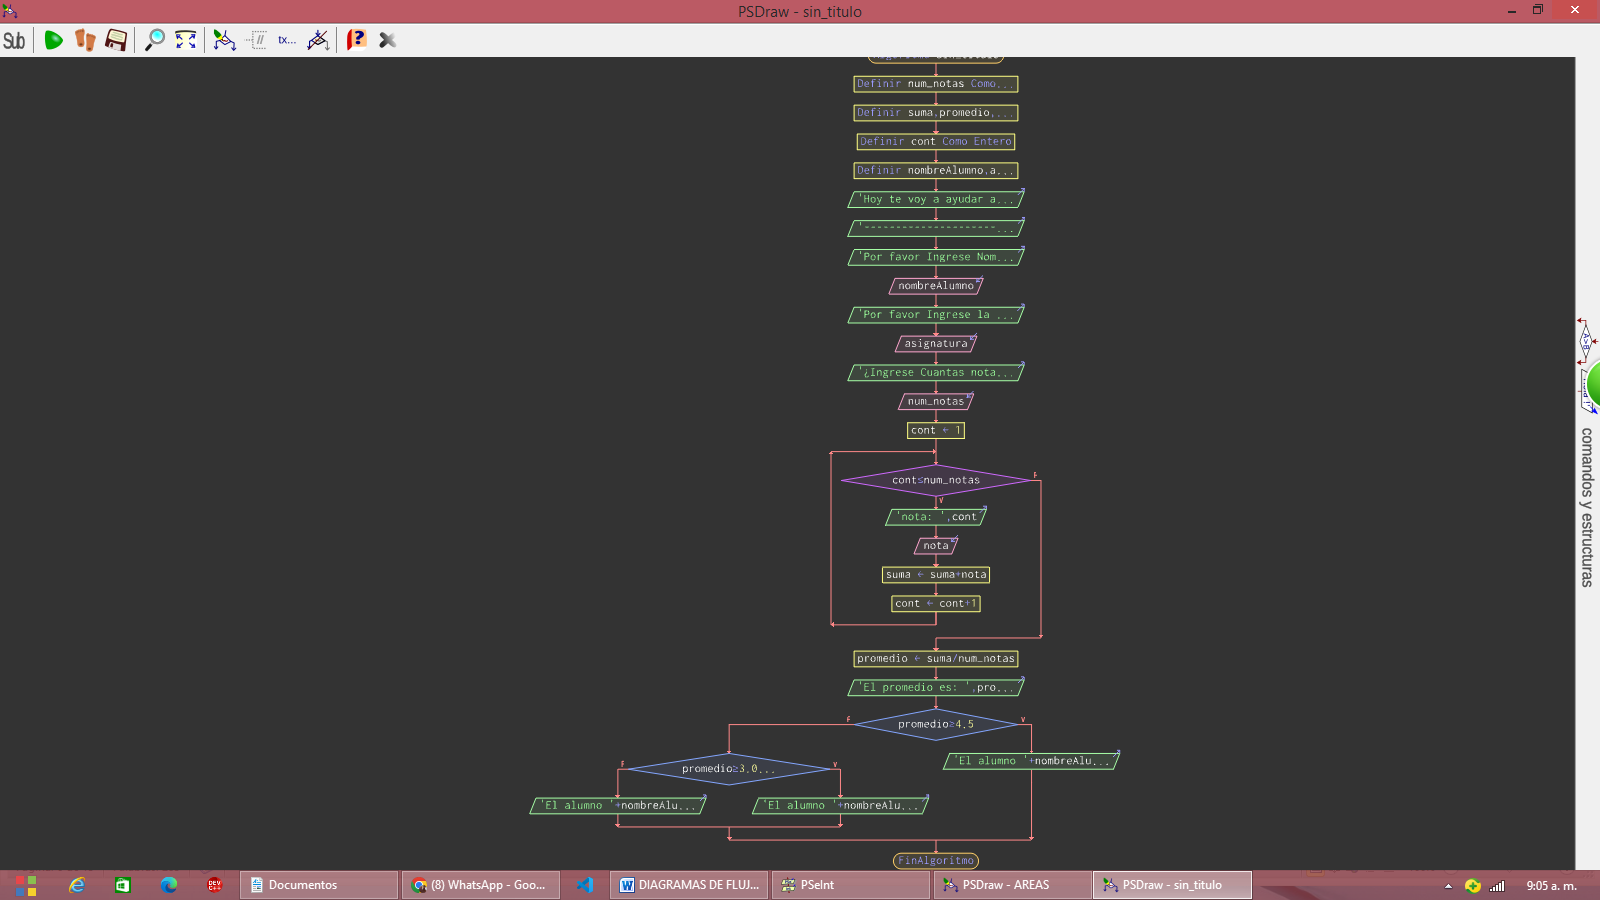 PSDraw - sin_titulo
Sub
tx...
Definir num_notas Como...
Definir suma,promedio,...
Definir cont Como Entero
Definir nombreAlumno,a...
'Hoy te voy a ayudar a...
'---------------------...
'Por favor Ingrese Nom...
nombreAlumno
'Por favor Ingrese la ...
asignatura
'¿Ingrese Cuantas nota...
num_notas
cont ← 1
cont≤num_notas
F
V
'nota: ',cont
nota
suma ← suma+nota
cont ← cont+1
promedio ← suma/num_notas
'El promedio es: ',pro...
F
promedio≥4.5
V
'El alumno '+nombreAlu...
F
promedio≥3.0...
V
'El alumno '+nombreAlu...
'El alumno '+nombreAlu...
FinAlgoritmo
A>B
comandos y estructuras
DEV C++
Documentos
(8) WhatsApp - Goo...
DIAGRAMAS DE FLUJ...
PSeInt
PSDraw - AREAS
PSDraw - sin_titulo
9:05 a. m.